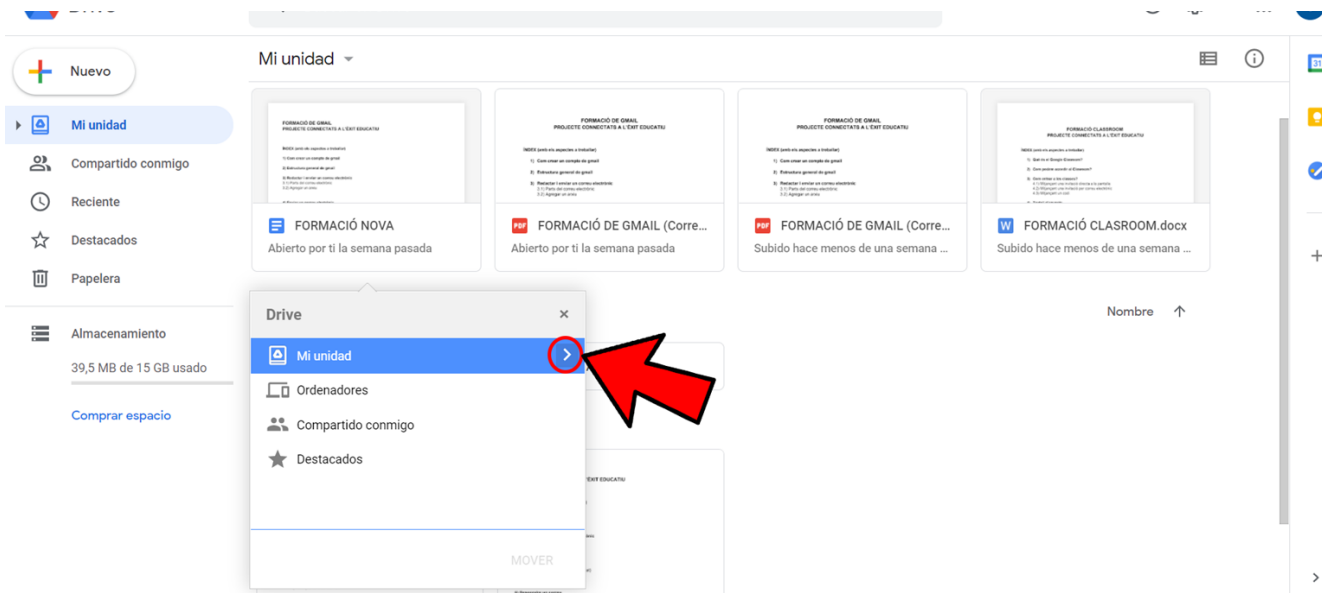 Nuevo
Mi unidad
Compartido conmigo
Reciente
Destacados
Papelera
Almacenamiento
39,5 MB de 15 GB usado
Comprar espacio
Mi unidad
31
FORMACIÓ DE GMAIL
PROJECTE CONNECTATS A L'ÈXIT EDUCATIU
FORMACIÓ DE GMAIL
PROJECTE CONNECTATS A L'ÈXIT EDUCATIU
FORMACIÓ DE GMAIL
PROJECTE CONNECTATS A L'ÈXIT EDUCATIU
FORMACIÓ CLASSROOM
PROJECTE CONNECTATS A L'ÈXIT EDUCATIU
FORMACIÓ NOVA
Abierto por ti la semana pasada
PDF FORMACIÓ DE GMAIL (Corre...
Abierto por ti la semana pasada
PDF FORMACIÓ DE GMAIL (Corre...
Subido hace menos de una semana ...
W FORMACIÓ CLASROOM.docx
Subido hace menos de una semana ...
Nombre
Drive
Mi unidad
Ordenadores
Compartido conmigo
Destacados
MOVER